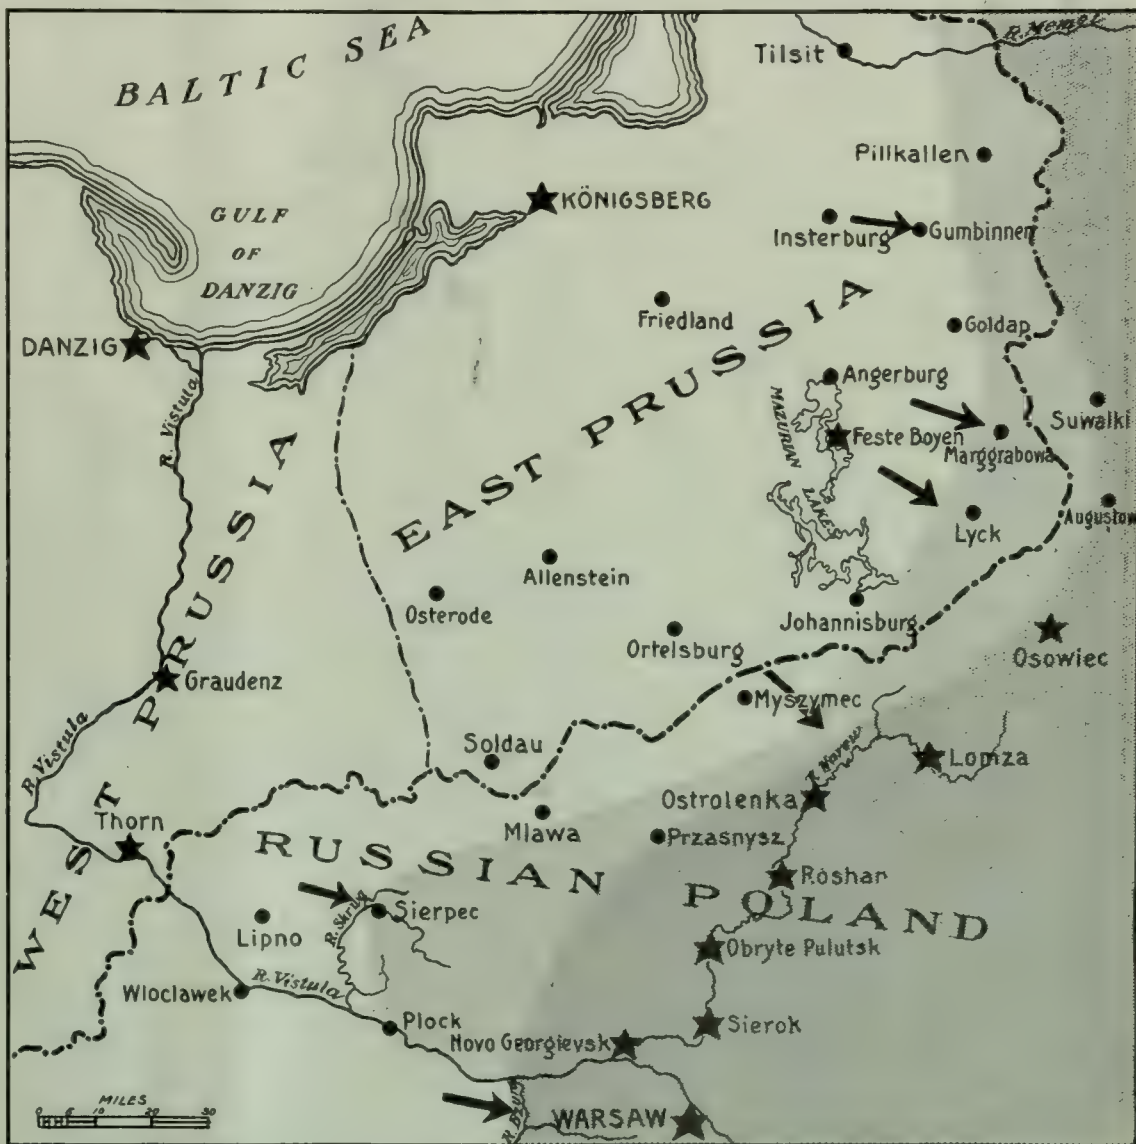 BALTIC SEA
R. Memel
Tilsit
Pillkallen
KÖNIGSBERG
GULF
OF
DANZIG
Insterburg
Gumbinnen
Friedland
Goldap
DANZIG
Angerburg
R. Vistula
MAZURIAN
LAKES
Suwalki
Feste Boyen
Marggrabowa
EAST PRUSSIA
Lyck
Augustow
Allenstein
Osterode
Johannisburg
Ortelsburg
Osowiec
Graudenz
Myszymec
WEST PRUSSIA
R. Vistula
Soldau
R. Narew
Lomza
Ostrolenka
Thorn
Mlawa
Przasnysz
RUSSIAN POLAND
Roshan
R. Skrwa
Sierpec
Lipno
Obryte Pulutsk
Wloclawek
R. Vistula
Plock
Sierok
Novo Georgievsk
MILES
0 5 10 20 30
WARSAW